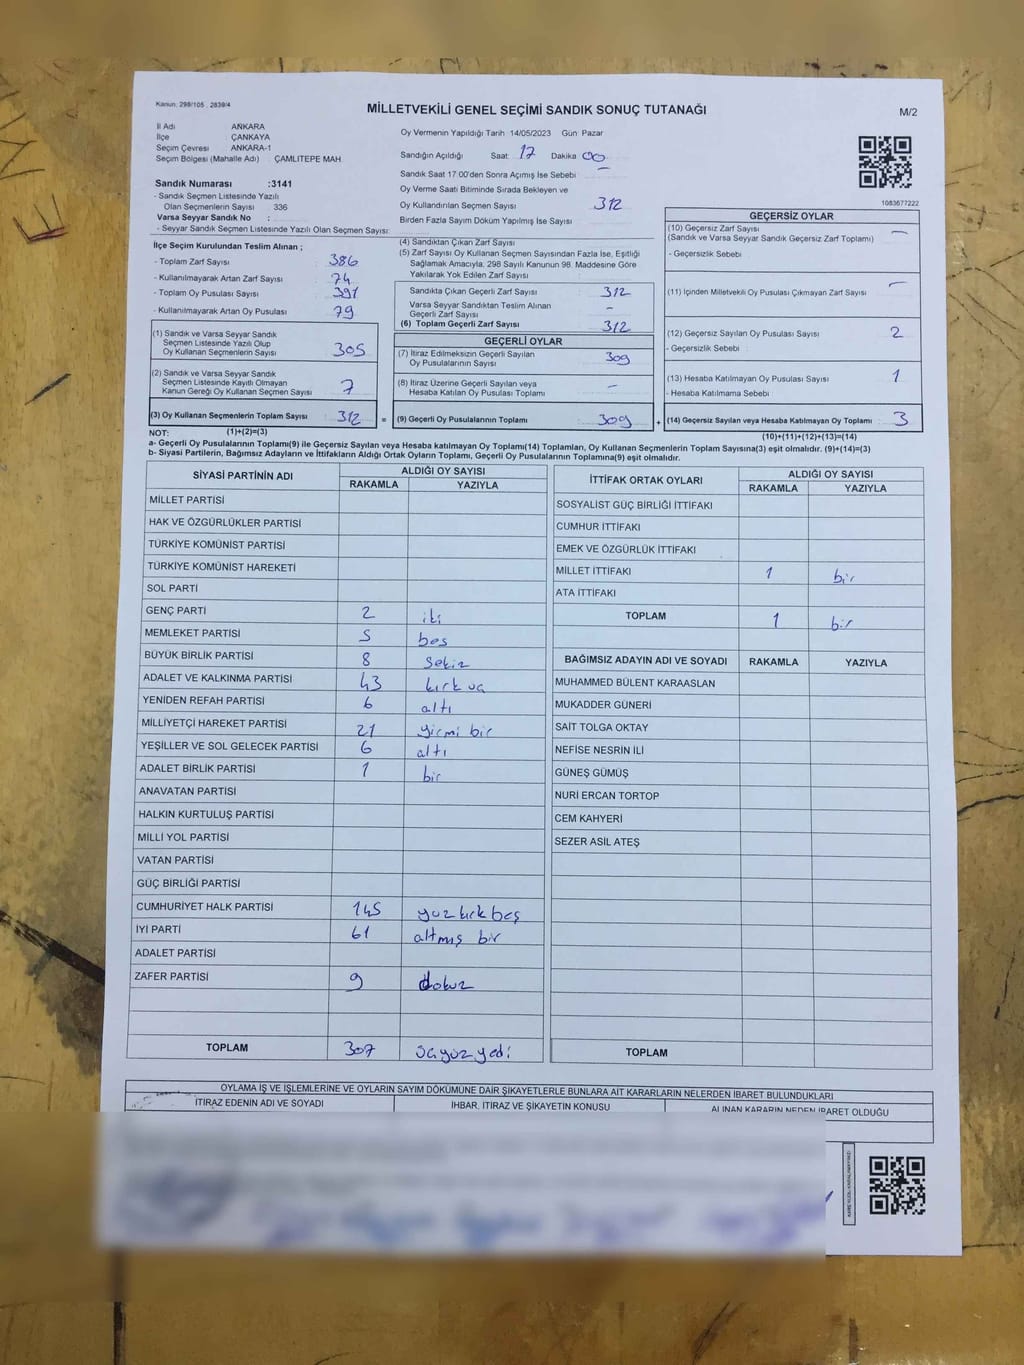 Kanun: 298/105 , 2839/4
MİLLETVEKİLİ GENEL SEÇİMİ SANDIK SONUÇ TUTANAĞI
M/2
İl Adı ANKARA
İlçe ÇANKAYA
Seçim Çevresi ANKARA-1
Seçim Bölgesi (Mahalle Adı) ÇAMLITEPE MAH
Oy Vermenin Yapıldığı Tarih 14/05/2023 Gün: Pazar
Sandığın Açıldığı Saat: 17 Dakika 00
Sandık Saat 17:00'den Sonra Açımış İse Sebebi –
Oy Verme Saati Bitiminde Sırada Bekleyen ve
Oy Kullandırılan Seçmen Sayısı 312
Birden Fazla Sayım Döküm Yapılmış İse Sayısı
Sandık Numarası :3141
- Sandık Seçmen Listesinde Yazılı
Olan Seçmenlerin Sayısı 336
Varsa Seyyar Sandık No :
- Seyyar Sandık Seçmen Listesinde Yazılı Olan Seçmen Sayısı:
1083677222
İlçe Seçim Kurulundan Teslim Alınan ;
- Toplam Zarf Sayısı 386
- Kullanılmayarak Artan Zarf Sayısı 74
- Toplam Oy Pusulası Sayısı 391
- Kullanılmayarak Artan Oy Pusulası 79
(1) Sandık ve Varsa Seyyar Sandık
Seçmen Listesinde Yazılı Olup
Oy Kullanan Seçmenlerin Sayısı 305
(2) Sandık ve Varsa Seyyar Sandık
Seçmen Listesinde Kayıtlı Olmayan
Kanun Gereği Oy Kullanan Seçmen Sayısı 7
(3) Oy Kullanan Seçmenlerin Toplam Sayısı 312 =
(4) Sandıktan Çıkan Zarf Sayısı
(5) Zarf Sayısı Oy Kullanan Seçmen Sayısından Fazla İse, Eşitliği
Sağlamak Amacıyla, 298 Sayılı Kanunun 98. Maddesine Göre
Yakılarak Yok Edilen Zarf Sayısı
Sandıkta Çıkan Geçerli Zarf Sayısı 312
Varsa Seyyar Sandıktan Teslim Alınan
Geçerli Zarf Sayısı –
(6) Toplam Geçerli Zarf Sayısı 312
GEÇERLİ OYLAR
(7) İtiraz Edilmeksizin Geçerli Sayılan
Oy Pusulalarının Sayısı 309
(8) İtiraz Üzerine Geçerli Sayılan veya
Hesaba Katılan Oy Pusulası Toplamı –
(9) Geçerli Oy Pusulalarının Toplamı 309 +
GEÇERSİZ OYLAR
(10) Geçersiz Zarf Sayısı –
(Sandık ve Varsa Seyyar Sandık Geçersiz Zarf Toplamı)
- Geçersizlik Sebebi
(11) İçinden Milletvekili Oy Pusulası Çıkmayan Zarf Sayısı –
(12) Geçersiz Sayılan Oy Pusulası Sayısı 2
- Geçersizlik Sebebi
(13) Hesaba Katılmayan Oy Pusulası Sayısı 1
- Hesaba Katılmama Sebebi
(14) Geçersiz Sayılan veya Hesaba Katılmayan Oy Toplamı 3
NOT: (1)+(2)=(3)
(10)+(11)+(12)+(13)=(14)
a- Geçerli Oy Pusulalarının Toplamı(9) ile Geçersiz Sayılan veya Hesaba katılmayan Oy Toplamı(14) Toplamları, Oy Kullanan Seçmenlerin Toplam Sayısına(3) eşit olmalıdır. (9)+(14)=(3)
b- Siyasi Partilerin, Bağımsız Adayların ve İttifakların Aldığı Ortak Oyların Toplamı, Geçerli Oy Pusulalarının Toplamına(9) eşit olmalıdır.
SİYASİ PARTİNİN ADI ALDIĞI OY SAYISI
RAKAMLA YAZIYLA
MİLLET PARTİSİ
HAK VE ÖZGÜRLÜKLER PARTİSİ
TÜRKİYE KOMÜNİST PARTİSİ
TÜRKİYE KOMÜNİST HAREKETİ
SOL PARTİ
GENÇ PARTİ 2 iki
MEMLEKET PARTİSİ 5 beş
BÜYÜK BİRLİK PARTİSİ 8 sekiz
ADALET VE KALKINMA PARTİSİ 43 kırk üç
YENİDEN REFAH PARTİSİ 6 altı
MİLLİYETÇİ HAREKET PARTİSİ 21 yirmi bir
YEŞİLLER VE SOL GELECEK PARTİSİ 6 altı
ADALET BİRLİK PARTİSİ 1 bir
ANAVATAN PARTİSİ
HALKIN KURTULUŞ PARTİSİ
MİLLİ YOL PARTİSİ
VATAN PARTİSİ
GÜÇ BİRLİĞİ PARTİSİ
CUMHURİYET HALK PARTİSİ 145 yüz kırk beş
İYİ PARTİ 61 altmış bir
ADALET PARTİSİ
ZAFER PARTİSİ 9 dokuz
TOPLAM 307 üçyüz yedi
İTTİFAK ORTAK OYLARI ALDIĞI OY SAYISI
RAKAMLA YAZIYLA
SOSYALİST GÜÇ BİRLİĞİ İTTİFAKI
CUMHUR İTTİFAKI
EMEK VE ÖZGÜRLÜK İTTİFAKI
MİLLET İTTİFAKI 1 bir
ATA İTTİFAKI
TOPLAM 1 bir
BAĞIMSIZ ADAYIN ADI VE SOYADI RAKAMLA YAZIYLA
MUHAMMED BÜLENT KARAASLAN
MUKADDER GÜNERİ
SAİT TOLGA OKTAY
NEFİSE NESRİN İLİ
GÜNEŞ GÜMÜŞ
NURİ ERCAN TORTOP
CEM KAHYERİ
SEZER ASİL ATEŞ
TOPLAM
OYLAMA İŞ VE İŞLEMLERİNE VE OYLARIN SAYIM DÖKÜMÜNE DAİR ŞİKAYETLERLE BUNLARA AİT KARARLARIN NELERDEN İBARET BULUNDUKLARI
İTİRAZ EDENİN ADI VE SOYADI İHBAR, İTİRAZ VE ŞİKAYETİN KONUSU ALINAN KARARIN NEDEN İBARET OLDUĞU